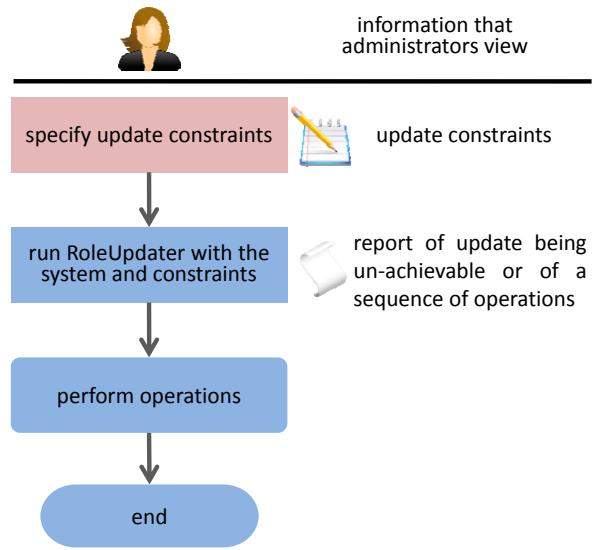 information that
administrators view
specify update constraints
update constraints
run RoleUpdater with the
system and constraints
report of update being
un-achievable or of a
sequence of operations
perform operations
end